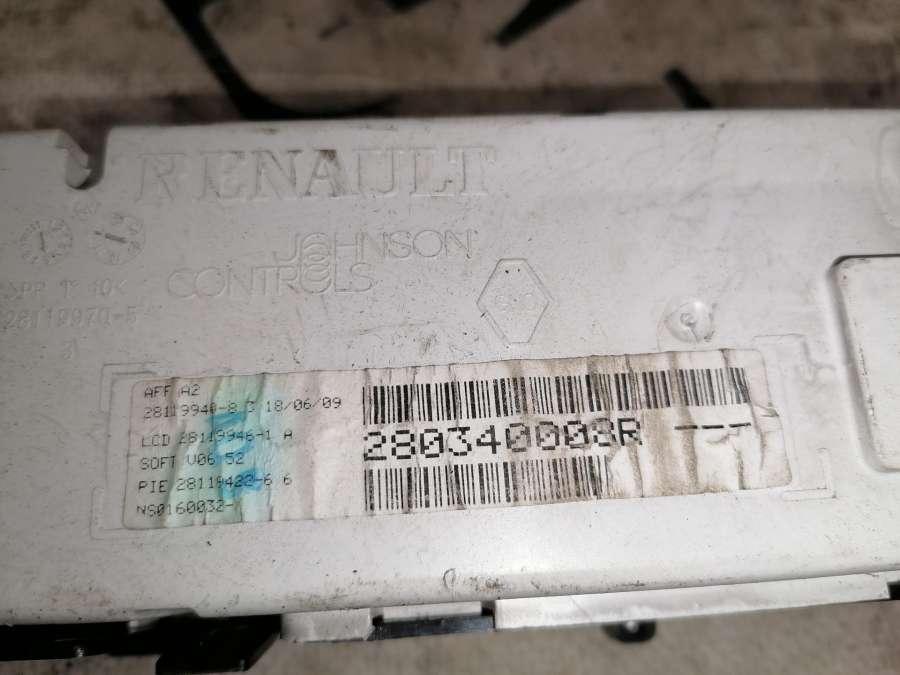 RENAULT
JOHNSON
CONTROLS
28119970-5
AFF A2
28119940-8 C 18/06/09
LCD 28119946-1 A
SOFT V06 52
PIE 28119422-6 6
NS0160032-
280340008R ---